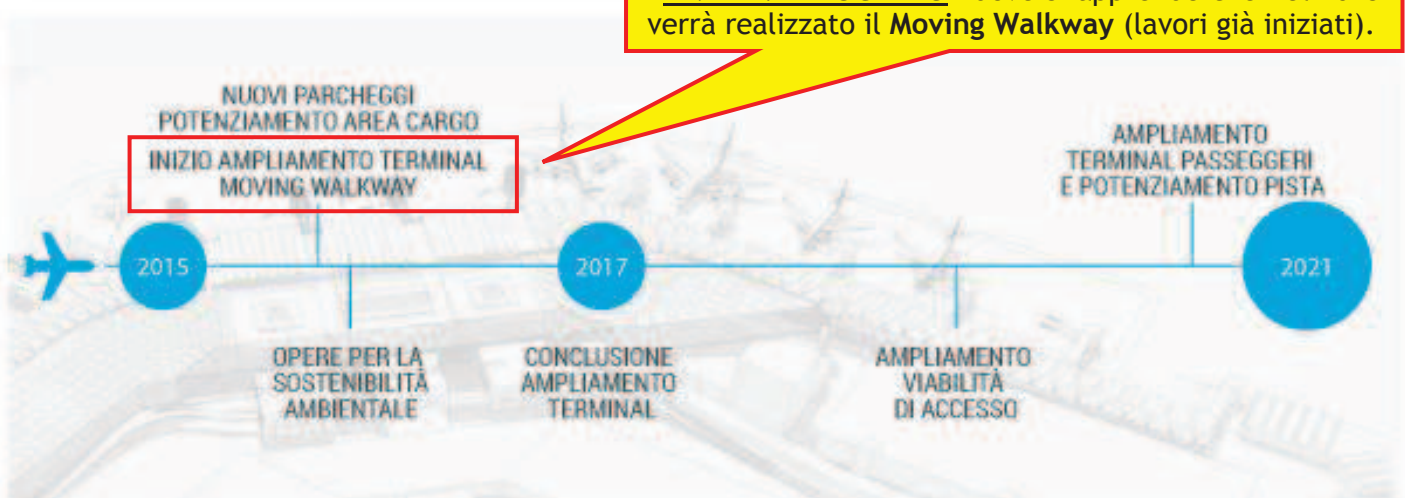 verrà realizzato il Moving Walkway (lavori già iniziati).
NUOVI PARCHEGGI
POTENZIAMENTO AREA CARGO
INIZIO AMPLIAMENTO TERMINAL
MOVING WALKWAY
AMPLIAMENTO
TERMINAL PASSEGGERI
E POTENZIAMENTO PISTA
2015
2017
2021
OPERE PER LA
SOSTENIBILITÀ
AMBIENTALE
CONCLUSIONE
AMPLIAMENTO
TERMINAL
AMPLIAMENTO
VIABILITÀ
DI ACCESSO